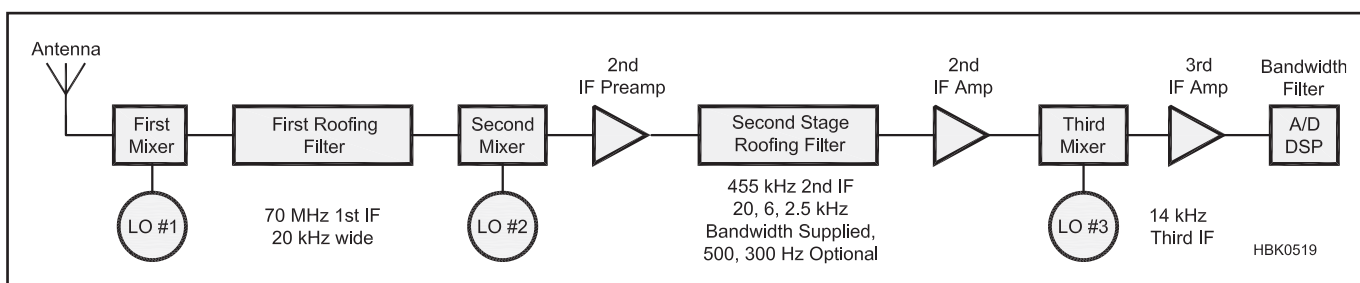 Antenna
First
Mixer
LO #1
First Roofing
Filter
70 MHz 1st IF
20 kHz wide
Second
Mixer
LO #2
2nd
IF Preamp
Second Stage
Roofing Filter
455 kHz 2nd IF
20, 6, 2.5 kHz
Bandwidth Supplied,
500, 300 Hz Optional
2nd
IF Amp
Third
Mixer
LO #3
3rd
IF Amp
14 kHz
Third IF
Bandwidth
Filter
A/D
DSP
HBK0519